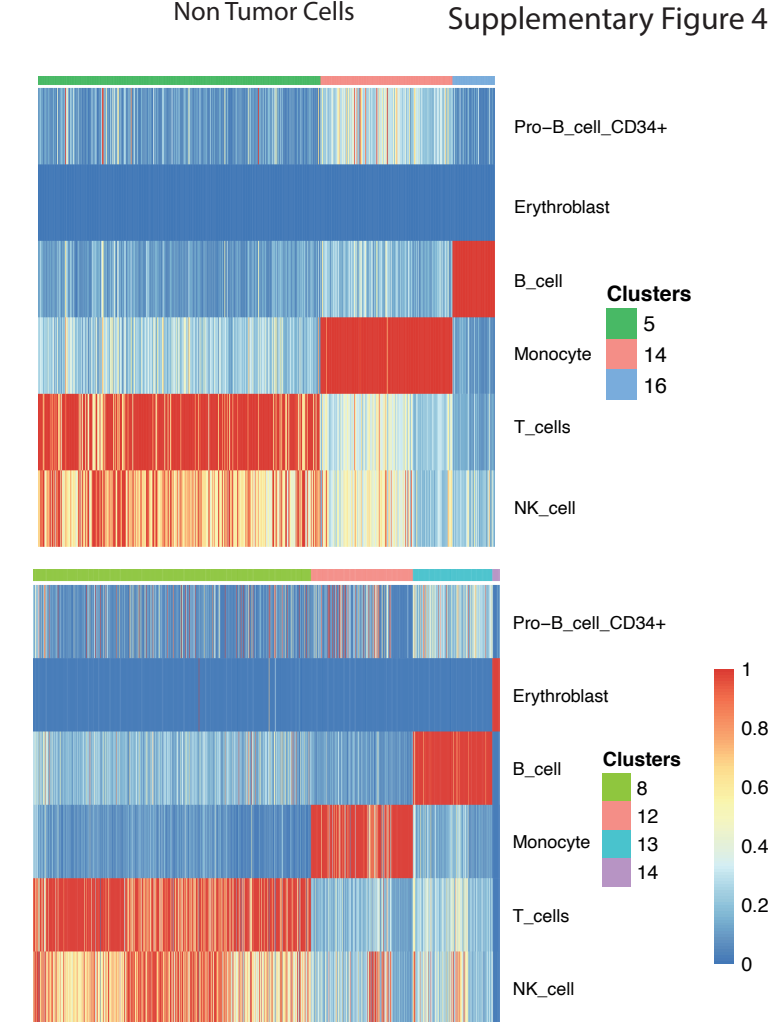 Non Tumor Cells
Supplementary Figure 4
Pro−B_cell_CD34+
Erythroblast
B_cell
Monocyte
T_cells
NK_cell
Clusters
5
14
16
Pro−B_cell_CD34+
Erythroblast
B_cell
Monocyte
T_cells
NK_cell
Clusters
8
12
13
14
1
0.8
0.6
0.4
0.2
0